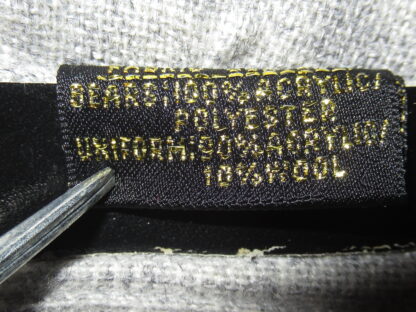 BEARS:100% ACRYLIC/
POLYESTER
UNIFORM:90% ACRYLIC/
10% WOOL